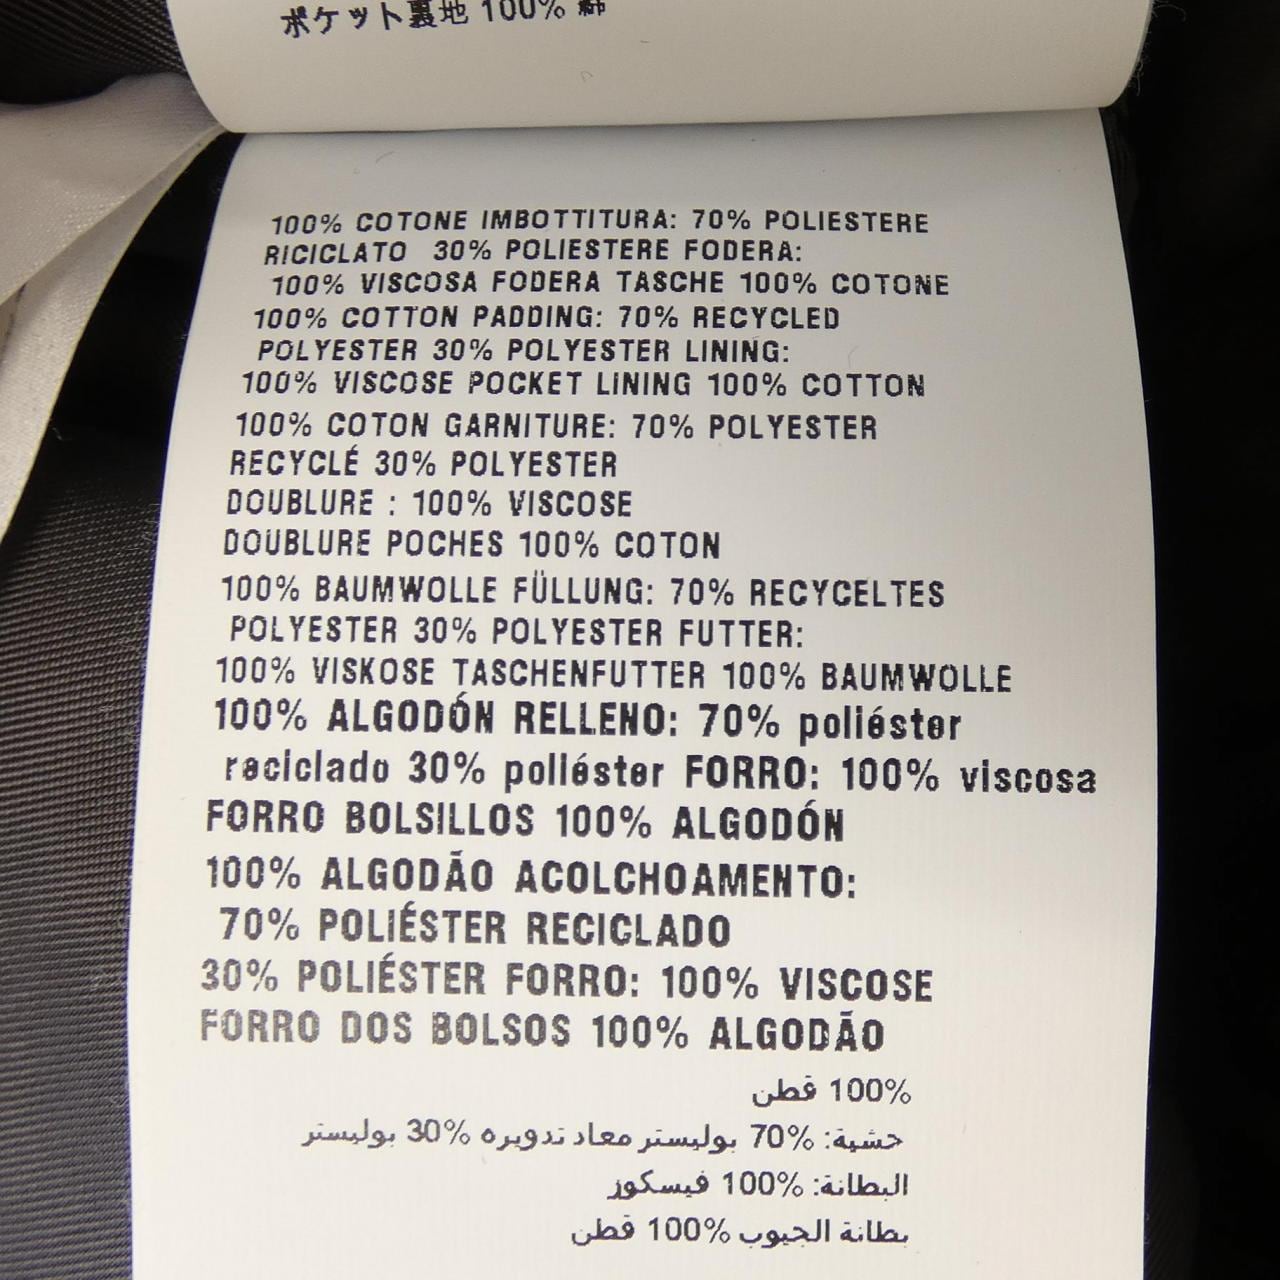 ポケット裏地 100% 綿
100% COTONE IMBOTTITURA: 70% POLIESTERE
RICICLATO 30% POLIESTERE FODERA:
100% VISCOSA FODERA TASCHE 100% COTONE
100% COTTON PADDING: 70% RECYCLED
POLYESTER 30% POLYESTER LINING:
100% VISCOSE POCKET LINING 100% COTTON
100% COTON GARNITURE: 70% POLYESTER
RECYCLÉ 30% POLYESTER
DOUBLURE : 100% VISCOSE
DOUBLURE POCHES 100% COTON
100% BAUMWOLLE FÜLLUNG: 70% RECYCELTES
POLYESTER 30% POLYESTER FUTTER:
100% VISKOSE TASCHENFUTTER 100% BAUMWOLLE
100% ALGODÓN RELLENO: 70% poliéster
reciclado 30% poliéster FORRO: 100% viscosa
FORRO BOLSILLOS 100% ALGODÓN
100% ALGODÃO ACOLCHOAMENTO:
70% POLIÉSTER RECICLADO
30% POLIÉSTER FORRO: 100% VISCOSE
FORRO DOS BOLSOS 100% ALGODÃO
100% قطن
حشية: 70% بوليستر معاد تدويره 30% بوليستر
البطانة: 100% فيسكوز
بطانة الجيوب 100% قطن